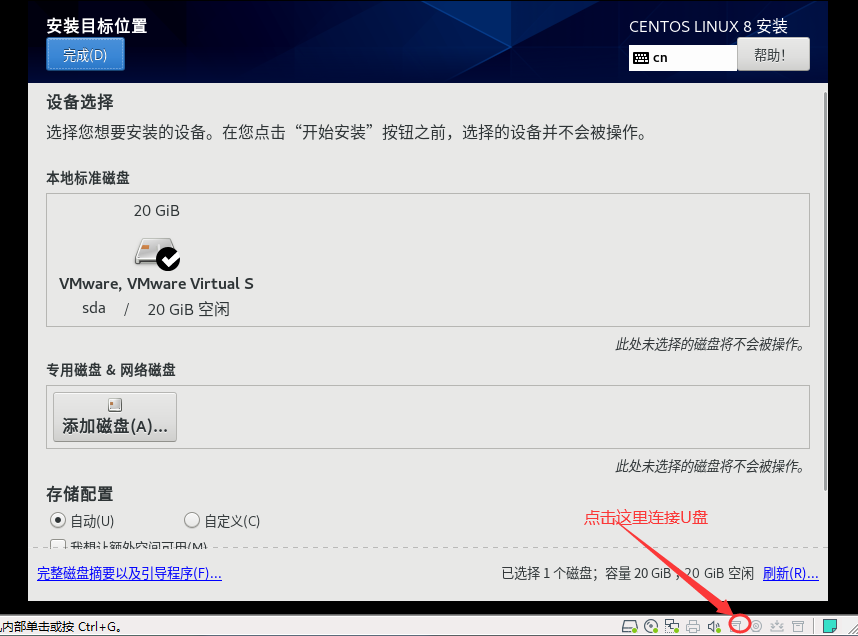 安装目标位置
CENTOS LINUX 8 安装
完成(D)
cn
帮助!
设备选择
选择您想要安装的设备。在您点击“开始安装”按钮之前，选择的设备并不会被操作。
本地标准磁盘
20 GiB
VMware, VMware Virtual S
sda / 20 GiB 空闲
此处未选择的磁盘将不会被操作。
专用磁盘 & 网络磁盘
添加磁盘(A)...
此处未选择的磁盘将不会被操作。
存储配置
自动(U) 自定义(C)
点击这里连接U盘
我想让额外空间可用(M)
完整磁盘摘要以及引导程序(F)...
已选择 1 个磁盘；容量 20 GiB；20 GiB 空闲 刷新(R)...
内部单击或按 Ctrl+G。